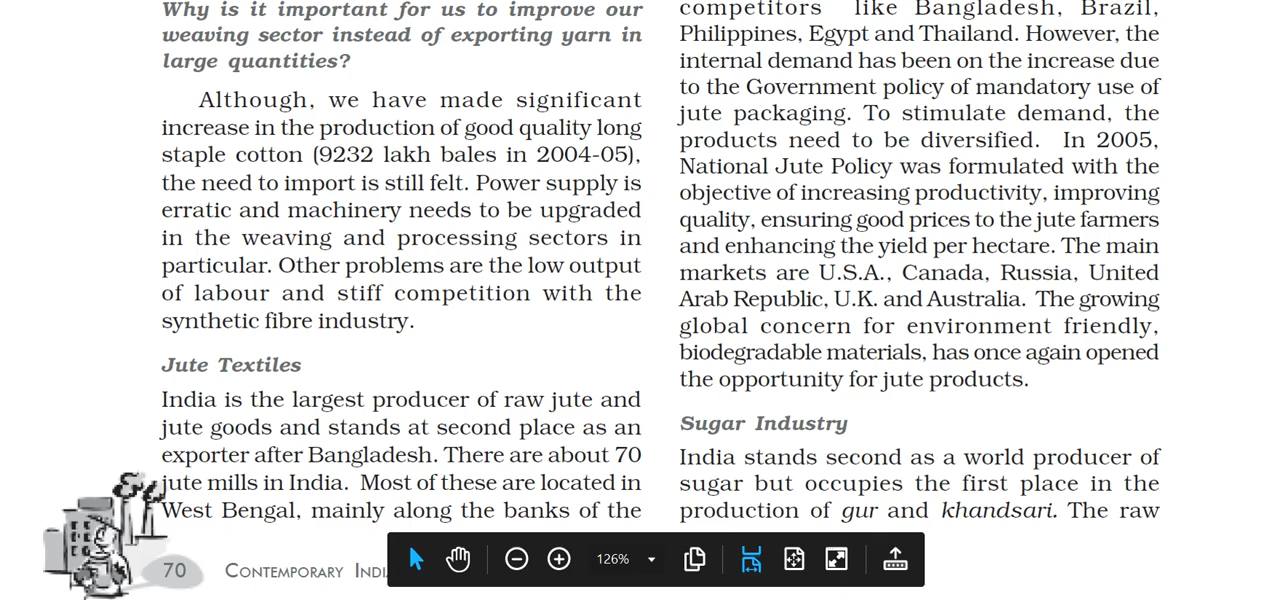 Why is it important for us to improve our
weaving sector instead of exporting yarn in
large quantities?
Although, we have made significant
increase in the production of good quality long
staple cotton (9232 lakh bales in 2004-05),
the need to import is still felt. Power supply is
erratic and machinery needs to be upgraded
in the weaving and processing sectors in
particular. Other problems are the low output
of labour and stiff competition with the
synthetic fibre industry.
Jute Textiles
India is the largest producer of raw jute and
jute goods and stands at second place as an
exporter after Bangladesh. There are about 70
jute mills in India. Most of these are located in
West Bengal, mainly along the banks of the
competitors like Bangladesh, Brazil,
Philippines, Egypt and Thailand. However, the
internal demand has been on the increase due
to the Government policy of mandatory use of
jute packaging. To stimulate demand, the
products need to be diversified. In 2005,
National Jute Policy was formulated with the
objective of increasing productivity, improving
quality, ensuring good prices to the jute farmers
and enhancing the yield per hectare. The main
markets are U.S.A., Canada, Russia, United
Arab Republic, U.K. and Australia. The growing
global concern for environment friendly,
biodegradable materials, has once again opened
the opportunity for jute products.
Sugar Industry
India stands second as a world producer of
sugar but occupies the first place in the
production of gur and khandsari. The raw
70 CONTEMPORARY INDI
126%